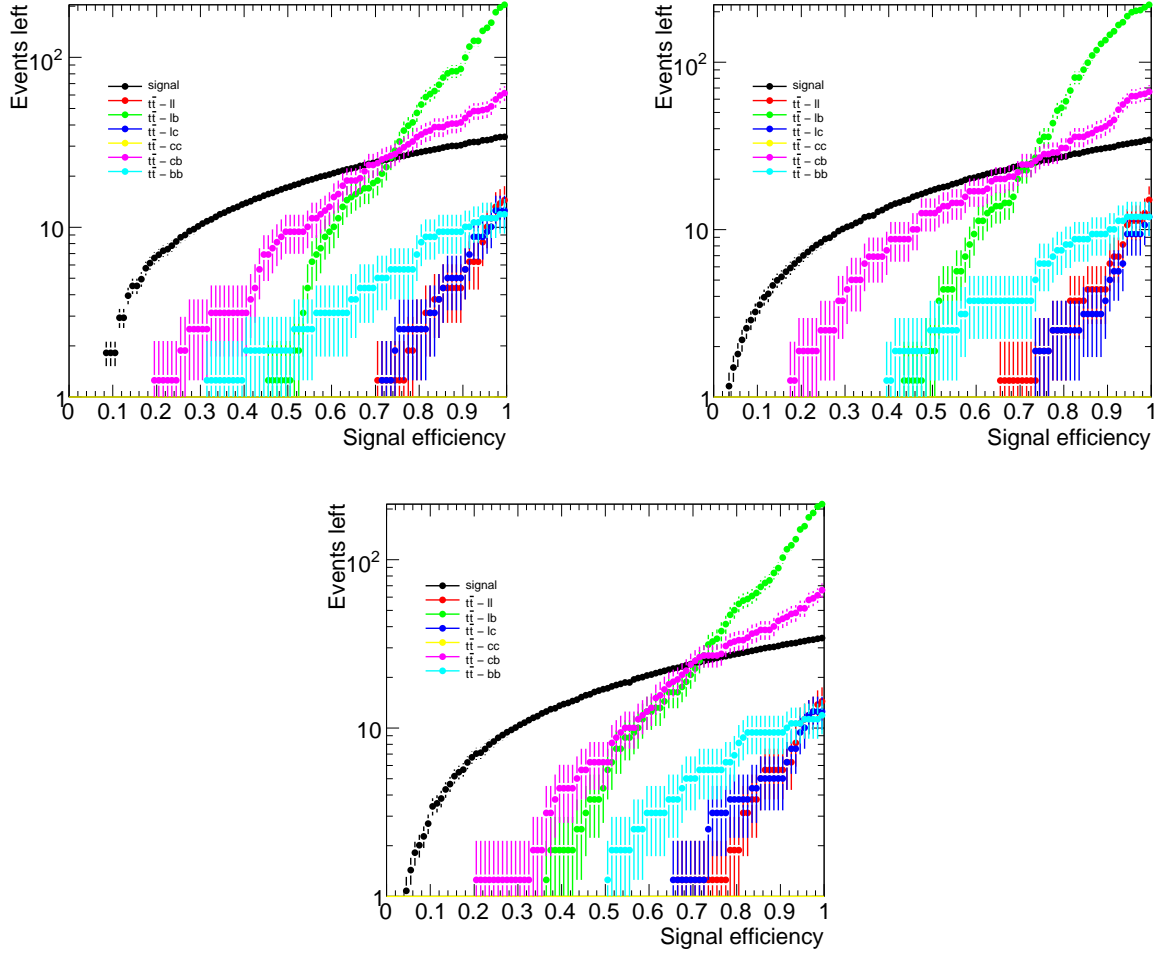 Events left
10²
10
1
signal
tt̄ – ll
tt̄ – lb
tt̄ – lc
tt̄ – cc
tt̄ – cb
tt̄ – bb
0 0.1 0.2 0.3 0.4 0.5 0.6 0.7 0.8 0.9 1
Signal efficiency
Events left
10²
10
1
signal
tt̄ – ll
tt̄ – lb
tt̄ – lc
tt̄ – cc
tt̄ – cb
tt̄ – bb
0 0.1 0.2 0.3 0.4 0.5 0.6 0.7 0.8 0.9 1
Signal efficiency
Events left
10²
10
1
signal
tt̄ – ll
tt̄ – lb
tt̄ – lc
tt̄ – cc
tt̄ – cb
tt̄ – bb
0 0.1 0.2 0.3 0.4 0.5 0.6 0.7 0.8 0.9 1
Signal efficiency